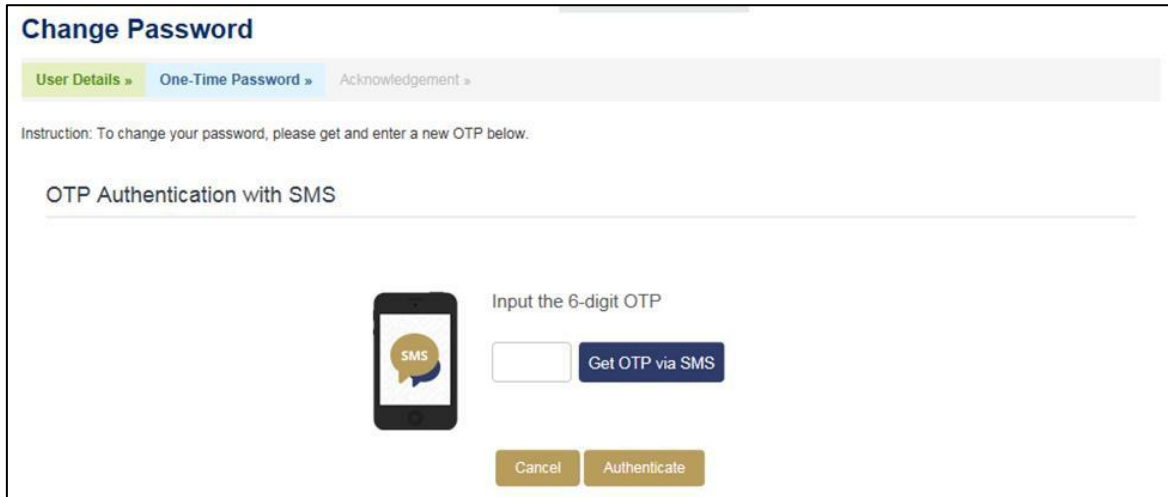 Change Password
User Details » One-Time Password » Acknowledgement »
Instruction: To change your password, please get and enter a new OTP below.
OTP Authentication with SMS
Input the 6-digit OTP
SMS
Get OTP via SMS
Cancel Authenticate